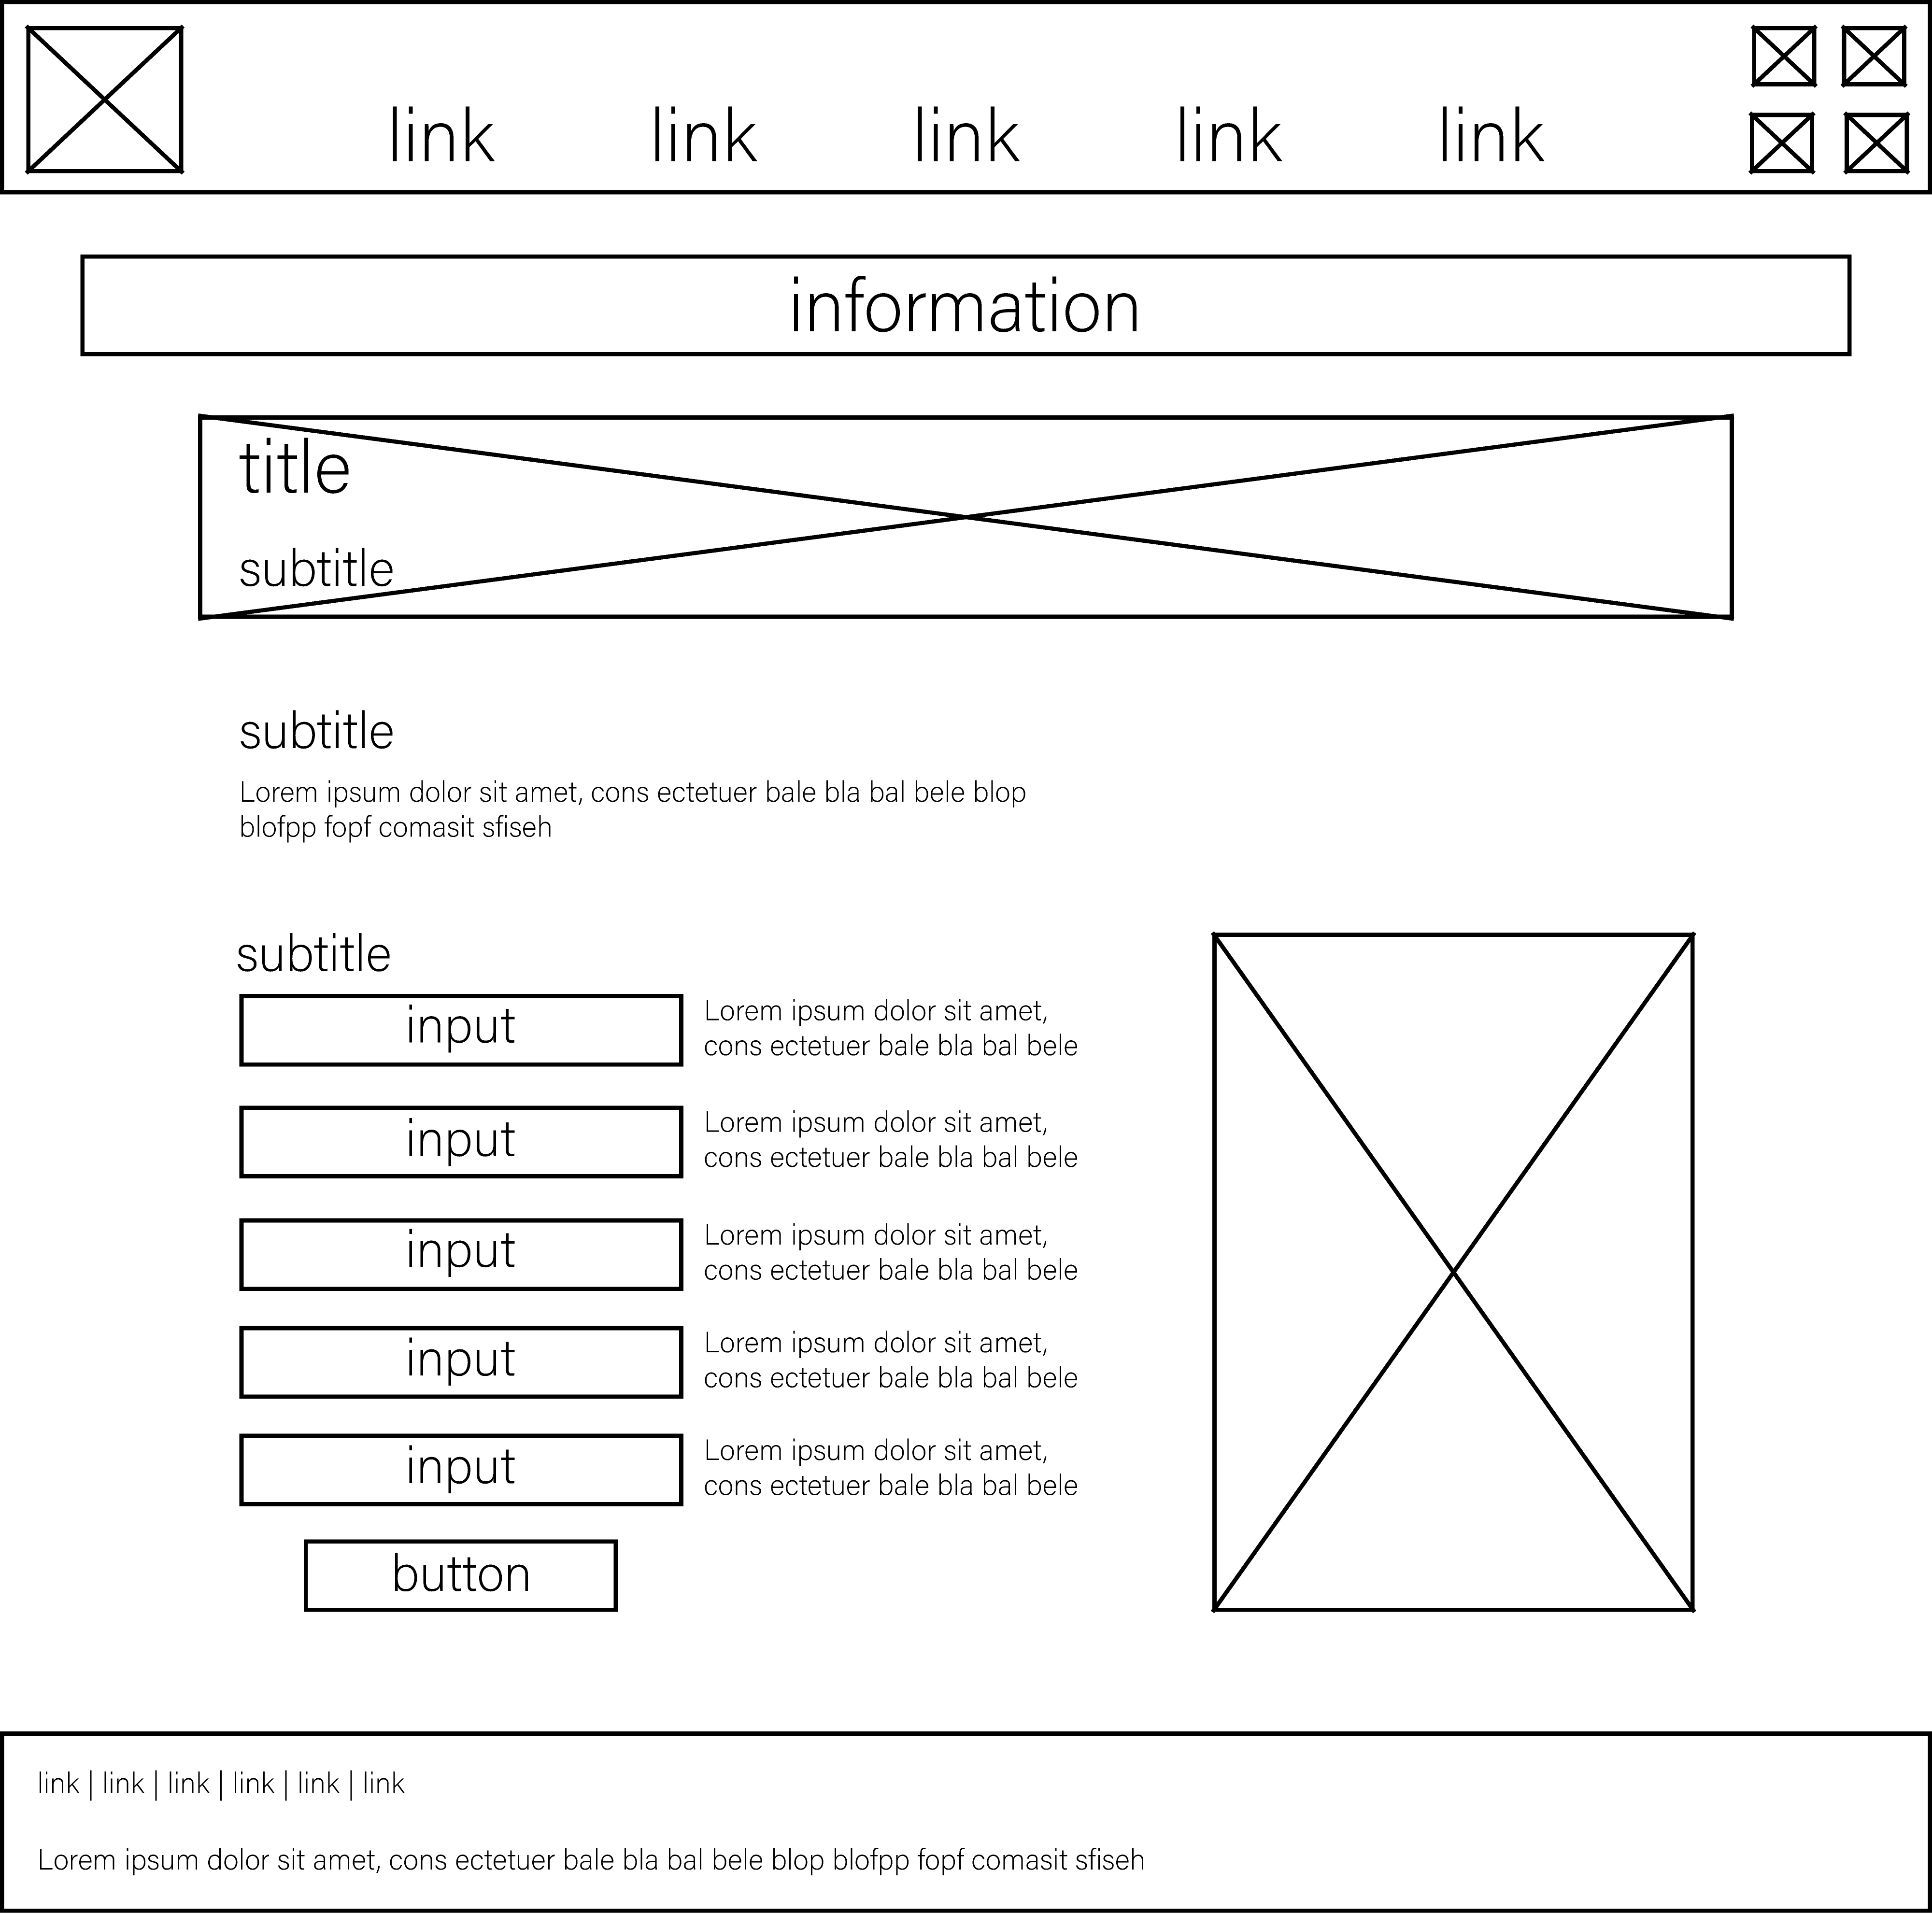 link link link link link
information
title
subtitle
subtitle
Lorem ipsum dolor sit amet, cons ectetuer bale bla bal bele blop
blofpp fopf comasit sfiseh
subtitle
input
Lorem ipsum dolor sit amet,
cons ectetuer bale bla bal bele
input
Lorem ipsum dolor sit amet,
cons ectetuer bale bla bal bele
input
Lorem ipsum dolor sit amet,
cons ectetuer bale bla bal bele
input
Lorem ipsum dolor sit amet,
cons ectetuer bale bla bal bele
input
Lorem ipsum dolor sit amet,
cons ectetuer bale bla bal bele
button
link | link | link | link | link | link
Lorem ipsum dolor sit amet, cons ectetuer bale bla bal bele blop blofpp fopf comasit sfiseh